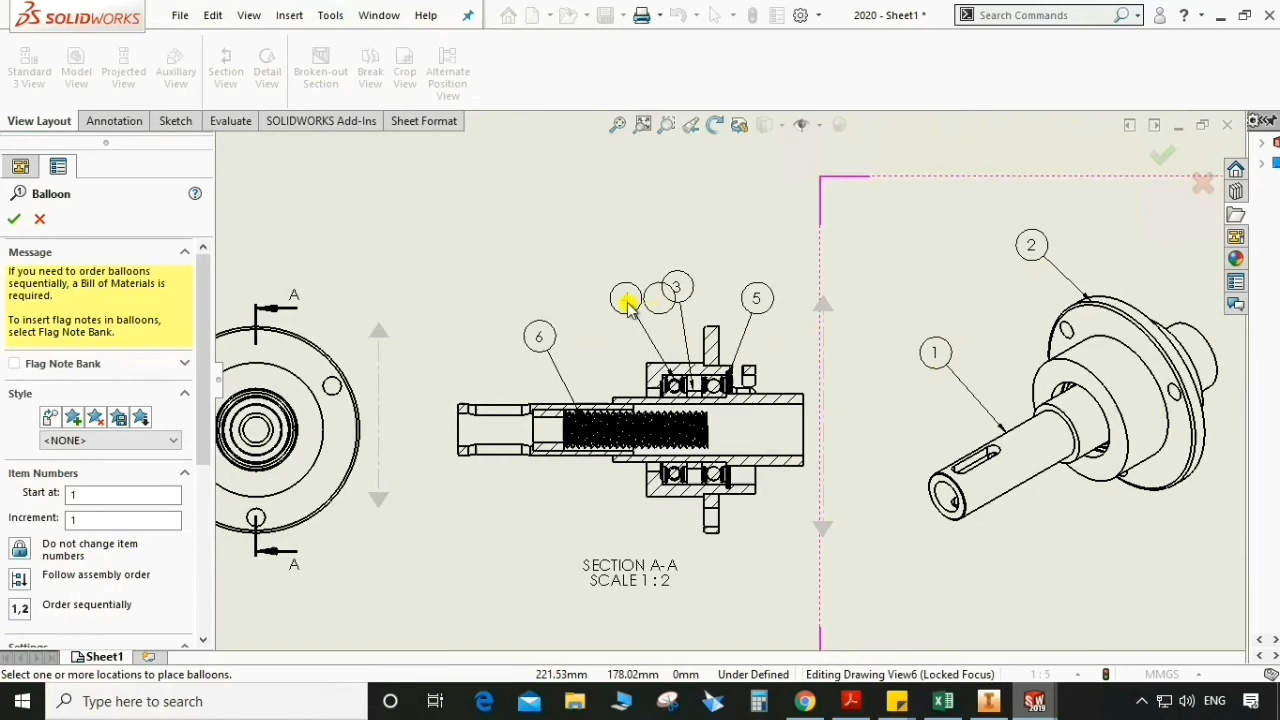 SOLIDWORKS
File Edit View Insert Tools Window Help
2020 - Sheet1 *
Search Commands
?
Standard 3 View
Model View
Projected View
Auxiliary View
Section View
Detail View
Broken-out Section
Break View
Crop View
Alternate Position View
View Layout Annotation Sketch Evaluate SOLIDWORKS Add-Ins Sheet Format
Balloon
Message
If you need to order balloons
sequentially, a Bill of Materials is
required.
To insert flag notes in balloons,
select Flag Note Bank.
Flag Note Bank
Style
<NONE>
Item Numbers
Start at: 1
Increment: 1
Do not change item
numbers
Follow assembly order
1,2 Order sequentially
Settings
A
A
6
3
5
2
1
SECTION A-A
SCALE 1 : 2
Sheet1
Select one or more locations to place balloons.
221.53mm 178.02mm 0mm Under Defined Editing Drawing View6 (Locked Focus) 1 : 5 MMGS
Type here to search
SW
2019
ENG